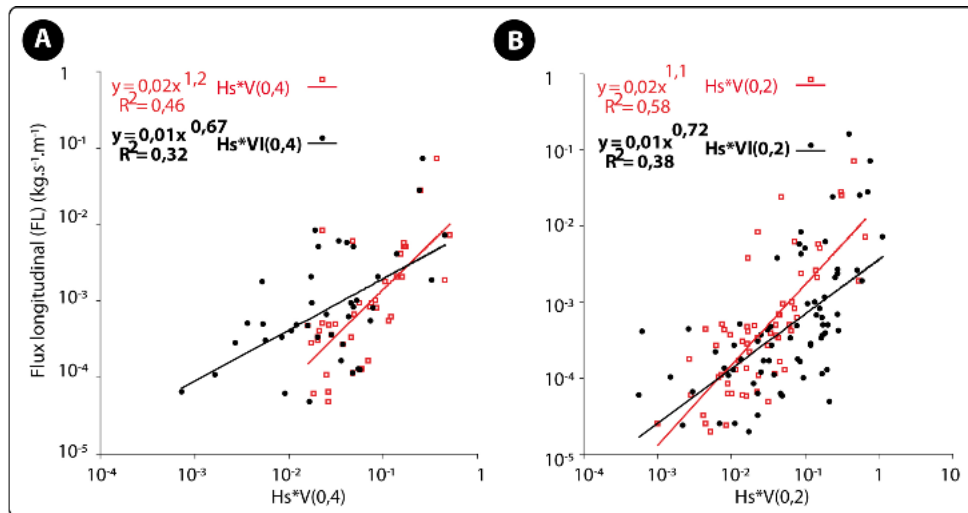 A
y = 0,02x^1,2 Hs*V(0,4)
R² = 0,46
y = 0,01x^0,67 Hs*Vl(0,4)
R² = 0,32
Flux longitudinal (FL) (kg.s⁻¹.m⁻¹)
1
10⁻¹
10⁻²
10⁻³
10⁻⁴
10⁻⁵
10⁻⁴ 10⁻³ 10⁻² 10⁻¹ 1
Hs*V(0,4)
B
y = 0,02x^1,1 Hs*V(0,2)
R² = 0,58
y = 0,01x^0,72 Hs*Vl(0,2)
R² = 0,38
1
10⁻¹
10⁻²
10⁻³
10⁻⁴
10⁻⁵
10⁻⁴ 10⁻³ 10⁻² 10⁻¹ 1 10
Hs*V(0,2)